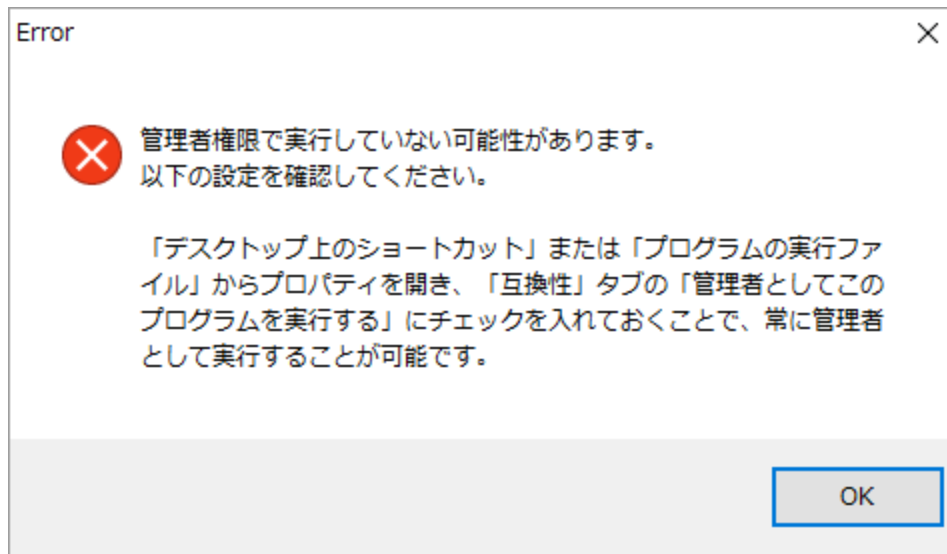 Error
管理者権限で実行していない可能性があります。
以下の設定を確認してください。
「デスクトップ上のショートカット」または「プログラムの実行ファ
イル」からプロパティを開き、「互換性」タブの「管理者としてこの
プログラムを実行する」にチェックを入れておくことで、常に管理者
として実行することが可能です。
OK